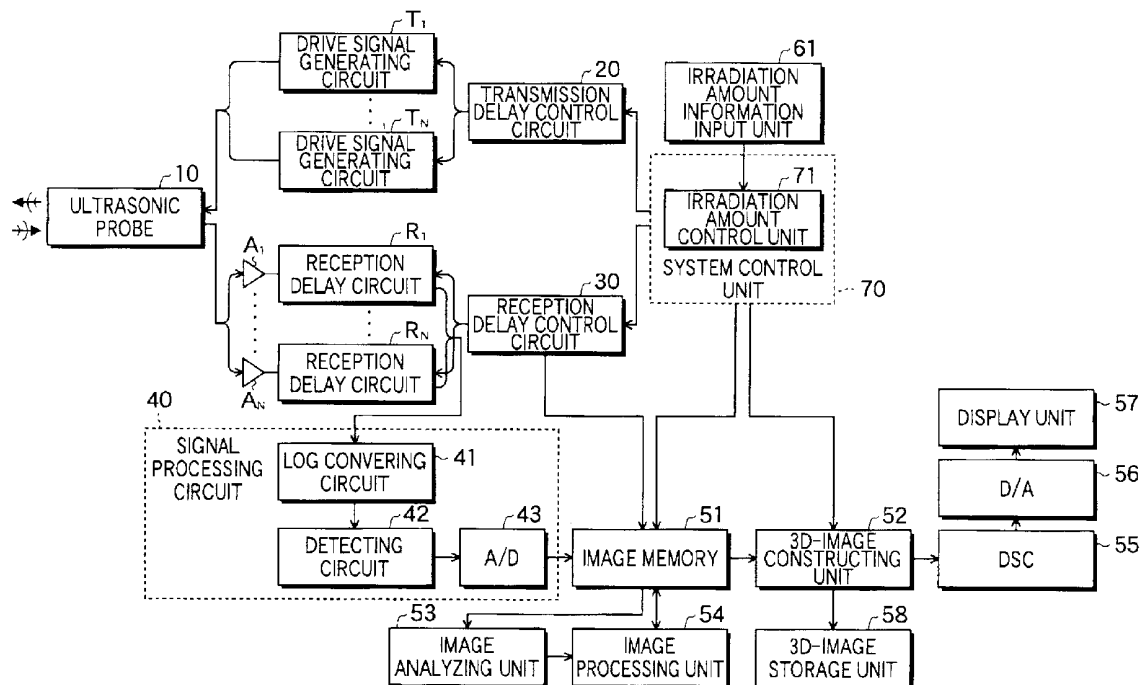 T₁
DRIVE SIGNAL
GENERATING
CIRCUIT
Tₙ
DRIVE SIGNAL
GENERATING
CIRCUIT
20
TRANSMISSION
DELAY CONTROL
CIRCUIT
61
IRRADIATION
AMOUNT
INFORMATION
INPUT UNIT
71
IRRADIATION
AMOUNT
CONTROL UNIT
SYSTEM CONTROL
UNIT
70
10
ULTRASONIC
PROBE
A₁
R₁
RECEPTION
DELAY CIRCUIT
Aₙ
Rₙ
RECEPTION
DELAY CIRCUIT
30
RECEPTION
DELAY CONTROL
CIRCUIT
40
SIGNAL
PROCESSING
CIRCUIT
41
LOG CONVERING
CIRCUIT
42
DETECTING
CIRCUIT
43
A/D
51
IMAGE MEMORY
52
3D-IMAGE
CONSTRUCTING
UNIT
57
DISPLAY UNIT
56
D/A
55
DSC
53
IMAGE
ANALYZING UNIT
54
IMAGE
PROCESSING UNIT
58
3D-IMAGE
STORAGE UNIT